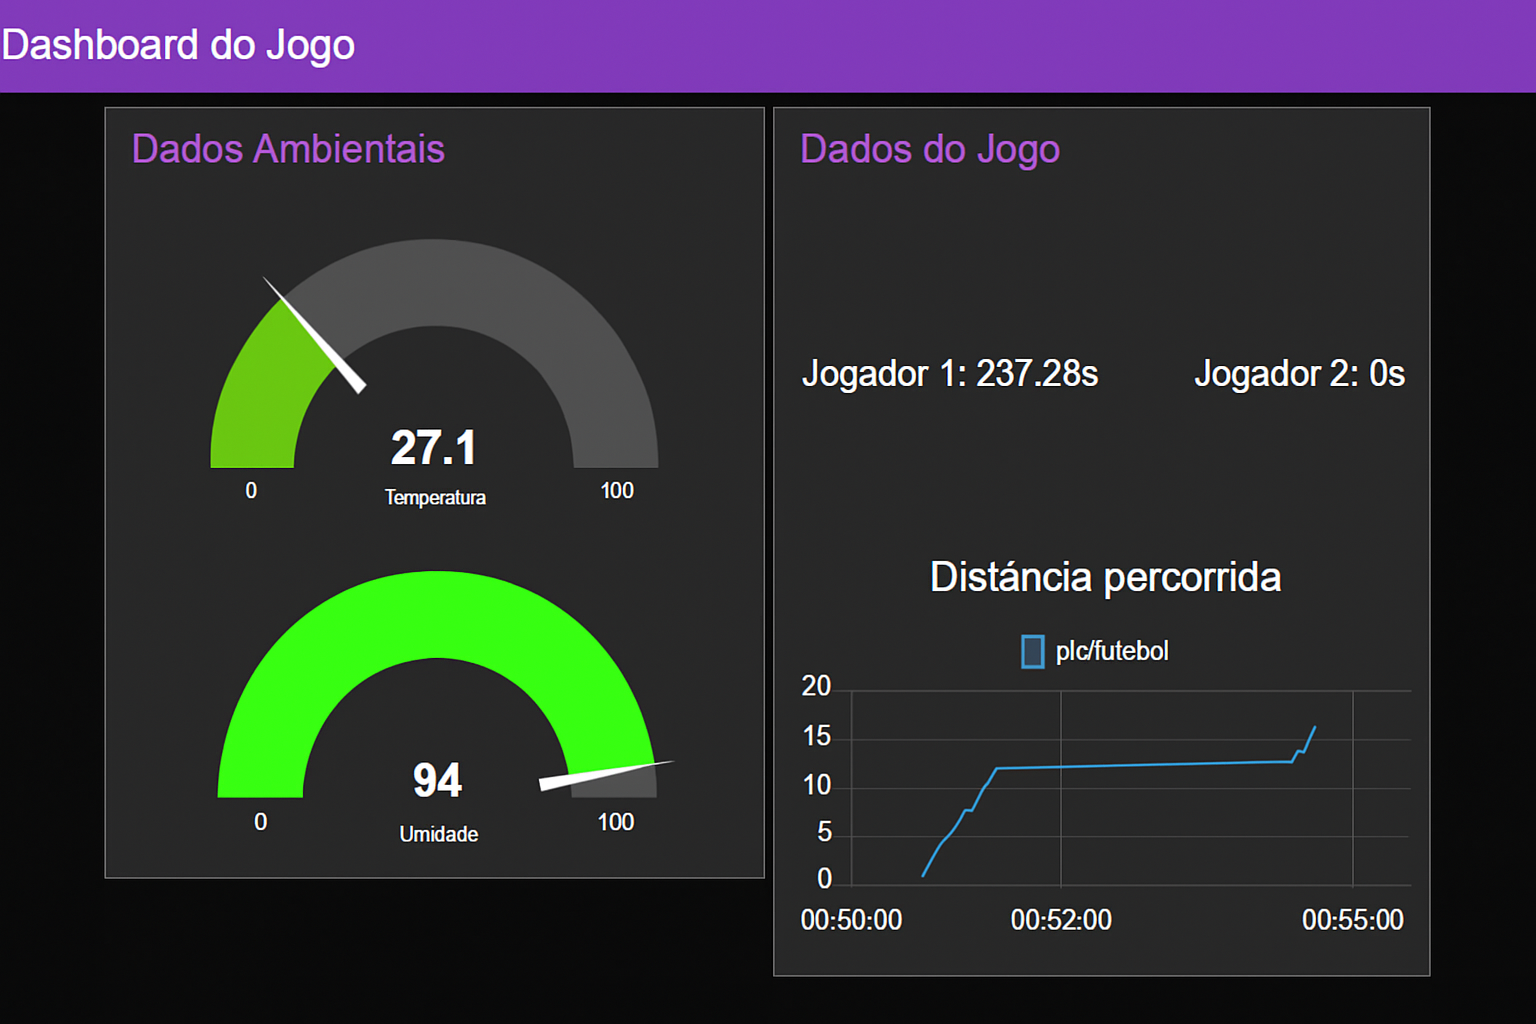 Dashboard do Jogo
Dados Ambientais
27.1
0
100
Temperatura
94
0
100
Umidade
Dados do Jogo
Jogador 1: 237.28s
Jogador 2: 0s
Distáncia percorrida
plc/futebol
20
15
10
5
0
00:50:00
00:52:00
00:55:00